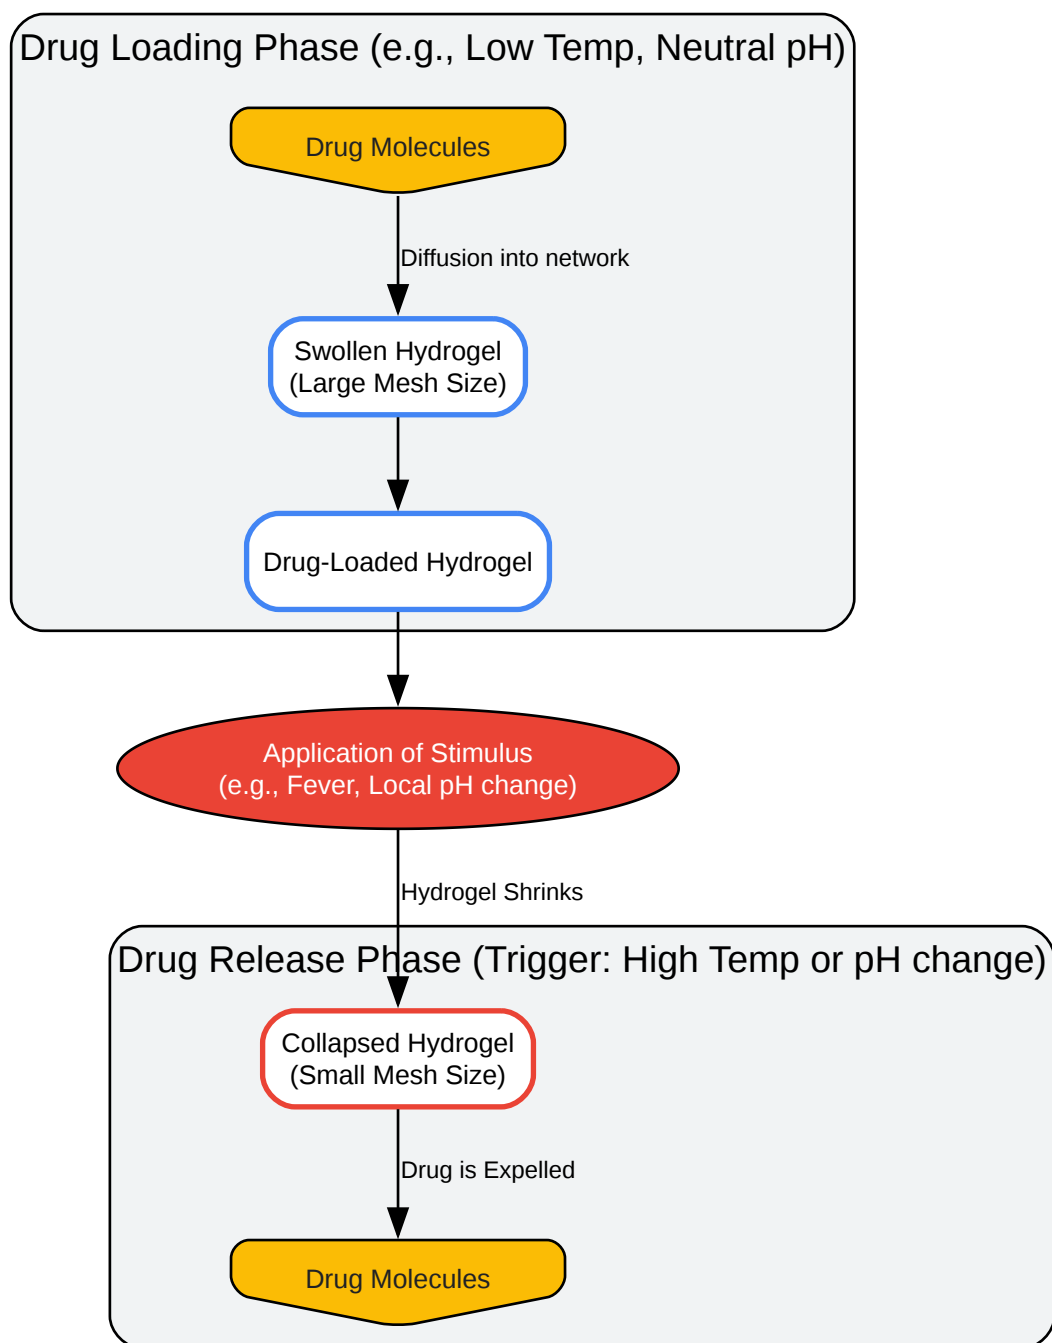 Drug Loading Phase (e.g., Low Temp, Neutral pH)
Drug Molecules
Diffusion into network
Swollen Hydrogel
(Large Mesh Size)
Drug-Loaded Hydrogel
Application of Stimulus
(e.g., Fever, Local pH change)
Hydrogel Shrinks
Drug Release Phase (Trigger: High Temp or pH change)
Collapsed Hydrogel
(Small Mesh Size)
Drug is Expelled
Drug Molecules